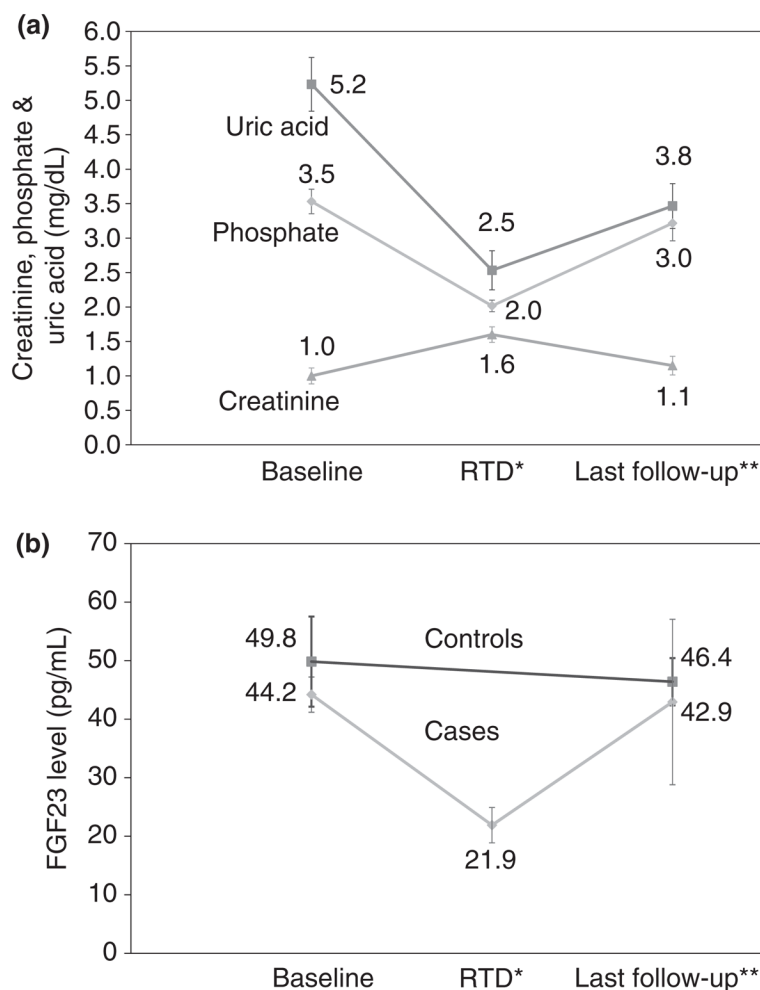 (a)
Creatinine, phosphate &
uric acid (mg/dL)
6.0
5.5
5.0
4.5
4.0
3.5
3.0
2.5
2.0
1.5
1.0
0.5
0.0
5.2
Uric acid
3.5
Phosphate
1.0
Creatinine
2.5
2.0
1.6
3.8
3.0
1.1
Baseline RTD* Last follow-up**
(b)
FGF23 level (pg/mL)
70
60
50
40
30
20
10
0
49.8
44.2
Controls
Cases
21.9
46.4
42.9
Baseline RTD* Last follow-up**